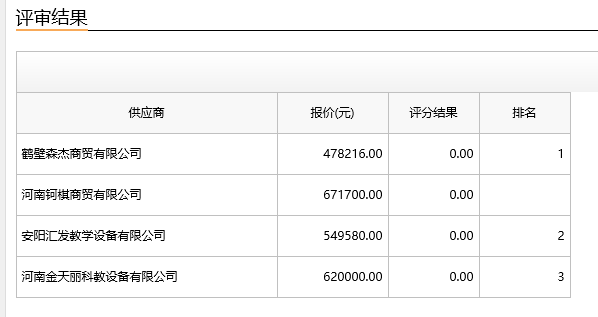 评审结果
供应商 报价(元) 评分结果 排名
鹤壁森杰商贸有限公司 478216.00 0.00 1
河南钶棋商贸有限公司 671700.00 0.00
安阳汇发教学设备有限公司 549580.00 0.00 2
河南金天丽科教设备有限公司 620000.00 0.00 3